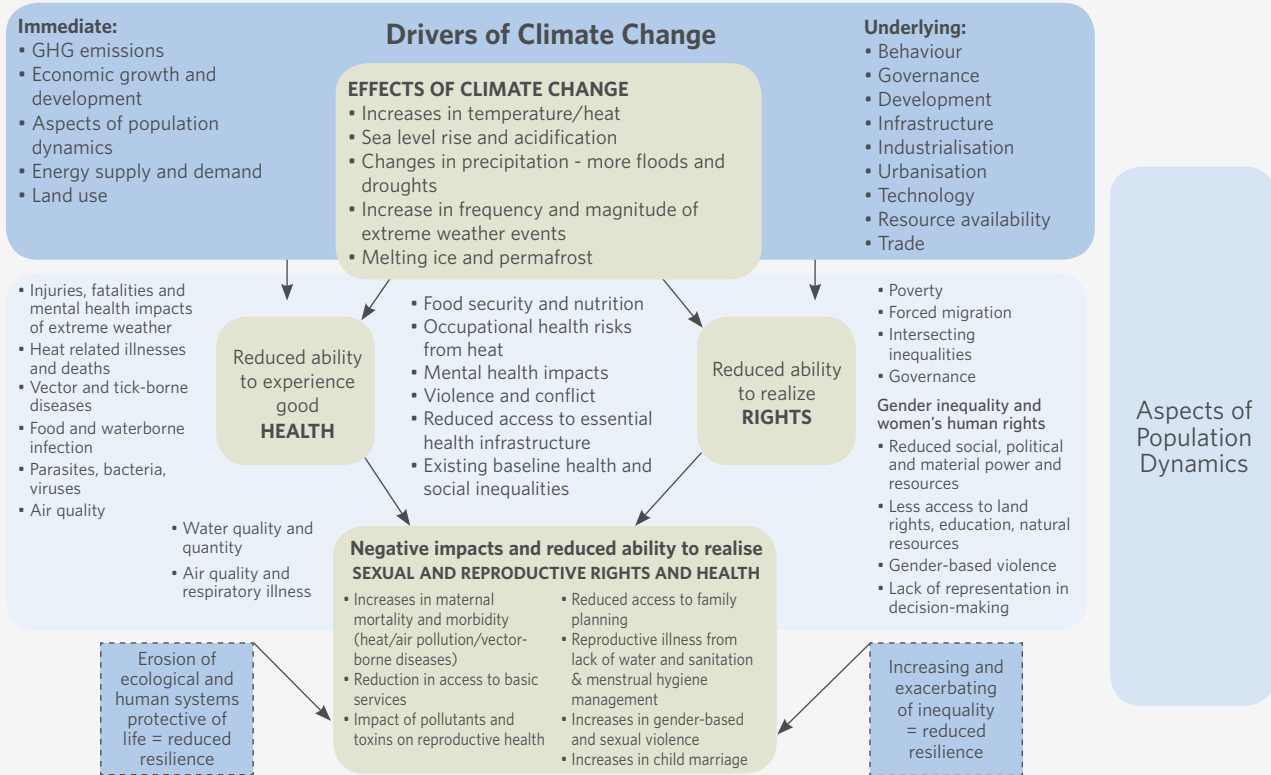 Drivers of Climate Change
Immediate:
• GHG emissions
• Economic growth and
development
• Aspects of population
dynamics
• Energy supply and demand
• Land use
EFFECTS OF CLIMATE CHANGE
• Increases in temperature/heat
• Sea level rise and acidification
• Changes in precipitation - more floods and
droughts
• Increase in frequency and magnitude of
extreme weather events
• Melting ice and permafrost
Underlying:
• Behaviour
• Governance
• Development
• Infrastructure
• Industrialisation
• Urbanisation
• Technology
• Resource availability
• Trade
• Injuries, fatalities and
mental health impacts
of extreme weather
• Heat related illnesses
and deaths
• Vector and tick-borne
diseases
• Food and waterborne
infection
• Parasites, bacteria,
viruses
• Air quality
• Water quality and
quantity
• Air quality and
respiratory illness
Reduced ability
to experience
good
HEALTH
• Food security and nutrition
• Occupational health risks
from heat
• Mental health impacts
• Violence and conflict
• Reduced access to essential
health infrastructure
• Existing baseline health and
social inequalities
Reduced ability
to realize
RIGHTS
• Poverty
• Forced migration
• Intersecting
inequalities
• Governance
Gender inequality and
women's human rights
• Reduced social, political
and material power and
resources
• Less access to land
rights, education, natural
resources
• Gender-based violence
• Lack of representation in
decision-making
Aspects of
Population
Dynamics
Negative impacts and reduced ability to realise
SEXUAL AND REPRODUCTIVE RIGHTS AND HEALTH
• Increases in maternal
mortality and morbidity
(heat/air pollution/vector-
borne diseases)
• Reduction in access to basic
services
• Impact of pollutants and
toxins on reproductive health
• Reduced access to family
planning
• Reproductive illness from
lack of water and sanitation
& menstrual hygiene
management
• Increases in gender-based
and sexual violence
• Increases in child marriage
Erosion of
ecological and
human systems
protective of
life = reduced
resilience
Increasing and
exacerbating
of inequality
= reduced
resilience